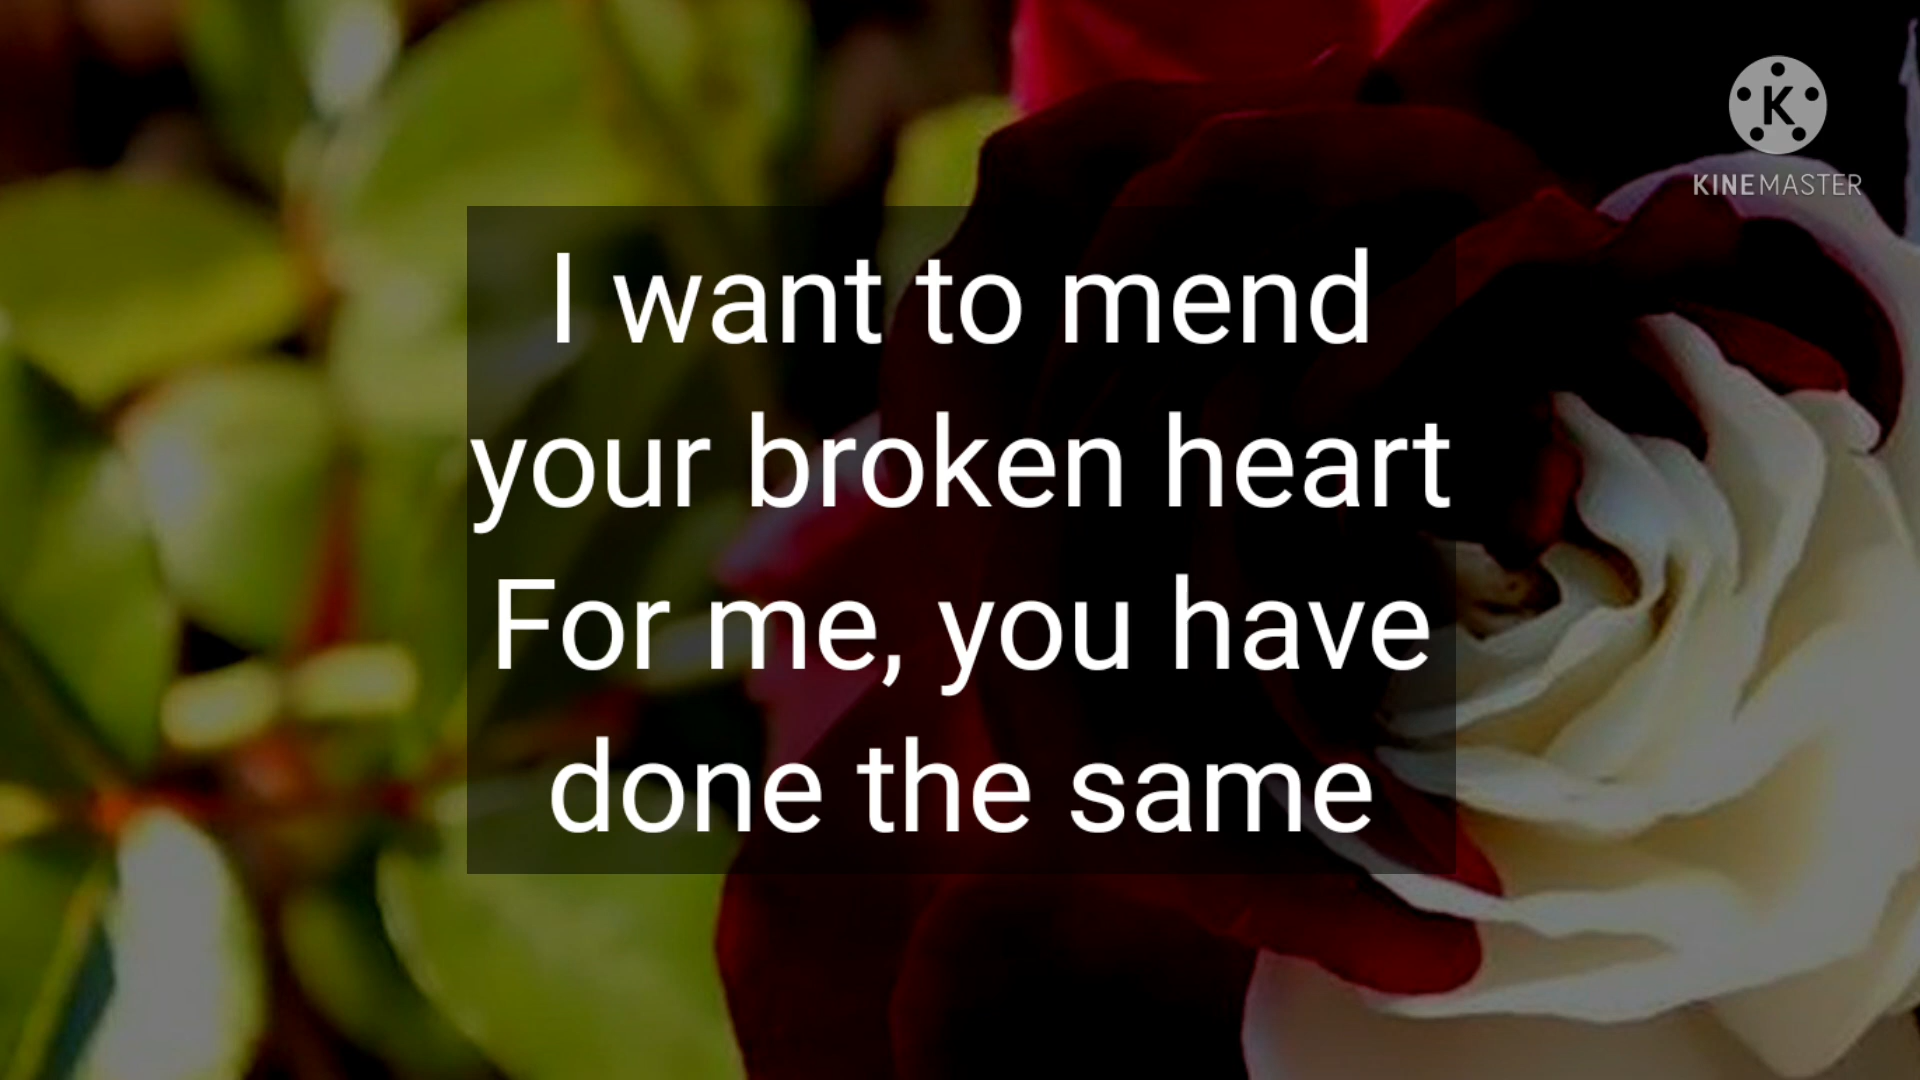 K
KINEMASTER
I want to mend
your broken heart
For me, you have
done the same